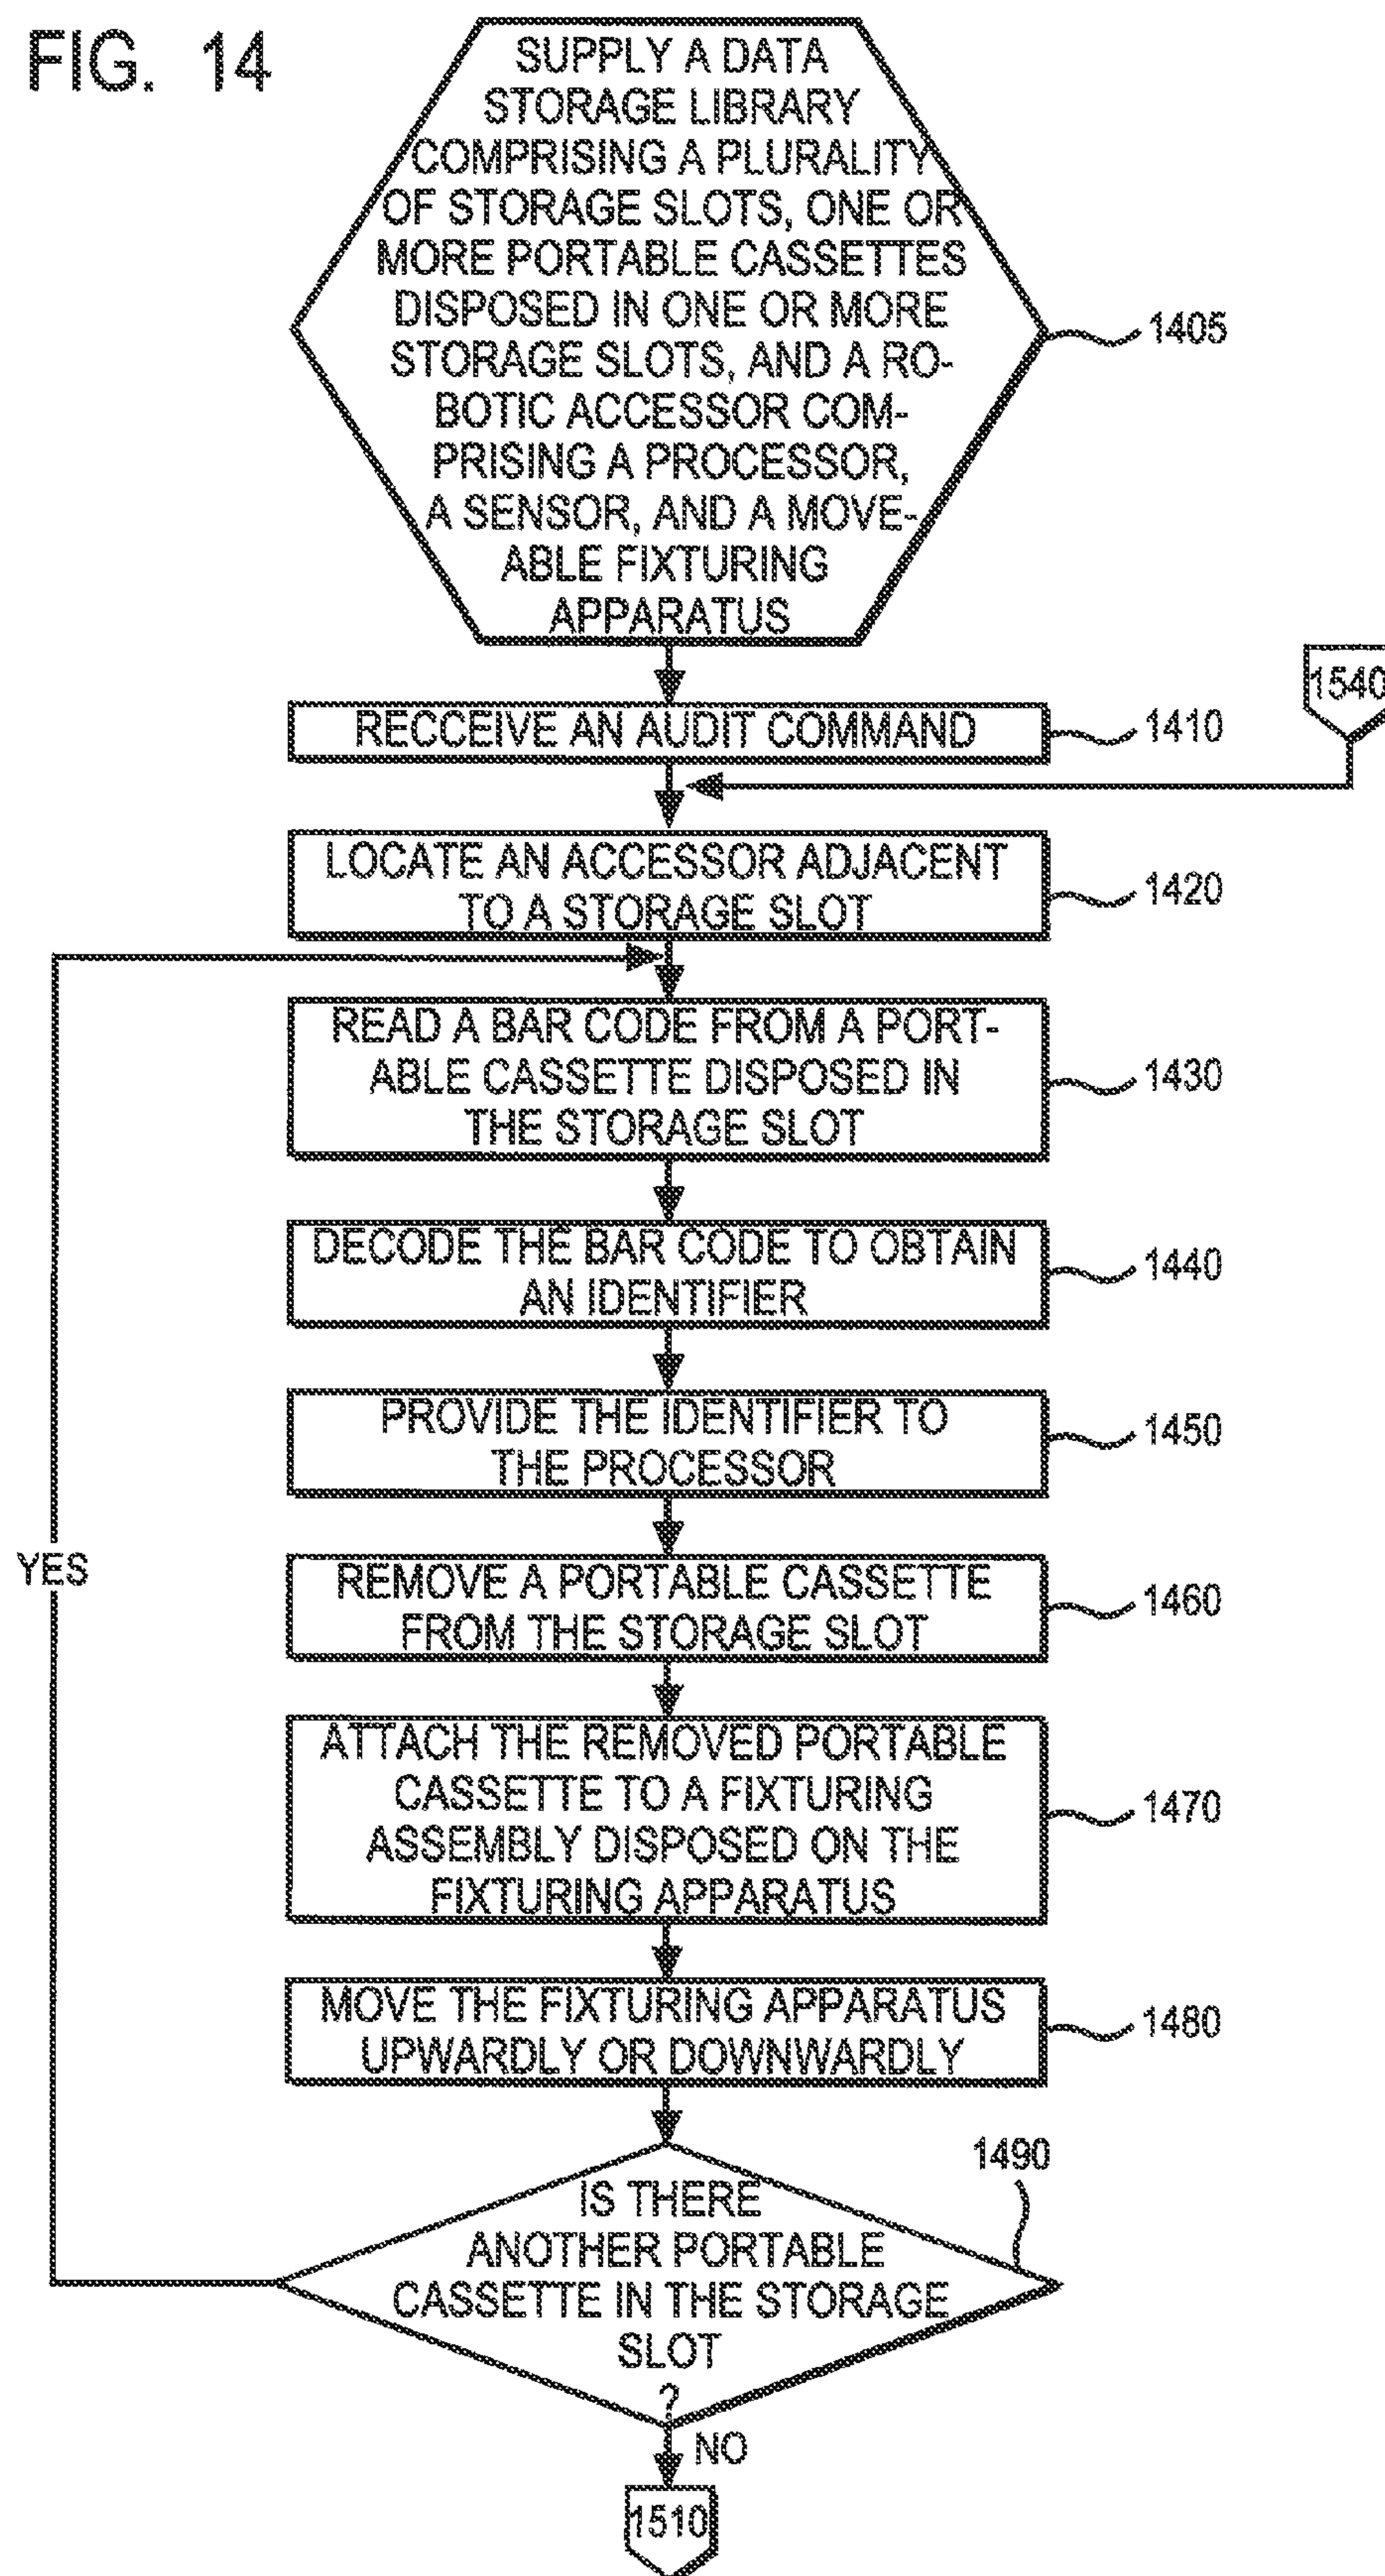 FIG. 14
SUPPLY A DATA
STORAGE LIBRARY
COMPRISING A PLURALITY
OF STORAGE SLOTS, ONE OR
MORE PORTABLE CASSETTES
DISPOSED IN ONE OR MORE
STORAGE SLOTS, AND A RO-
BOTIC ACCESSOR COM-
PRISING A PROCESSOR,
A SENSOR, AND A MOVE-
ABLE FIXTURING
APPARATUS
1405
1540
RECCEIVE AN AUDIT COMMAND
1410
LOCATE AN ACCESSOR ADJACENT
TO A STORAGE SLOT
1420
READ A BAR CODE FROM A PORT-
ABLE CASSETTE DISPOSED IN
THE STORAGE SLOT
1430
DECODE THE BAR CODE TO OBTAIN
AN IDENTIFIER
1440
PROVIDE THE IDENTIFIER TO
THE PROCESSOR
1450
YES
REMOVE A PORTABLE CASSETTE
FROM THE STORAGE SLOT
1460
ATTACH THE REMOVED PORTABLE
CASSETTE TO A FIXTURING
ASSEMBLY DISPOSED ON THE
FIXTURING APPARATUS
1470
MOVE THE FIXTURING APPARATUS
UPWARDLY OR DOWNWARDLY
1480
1490
IS THERE
ANOTHER PORTABLE
CASSETTE IN THE STORAGE
SLOT
?
NO
1510